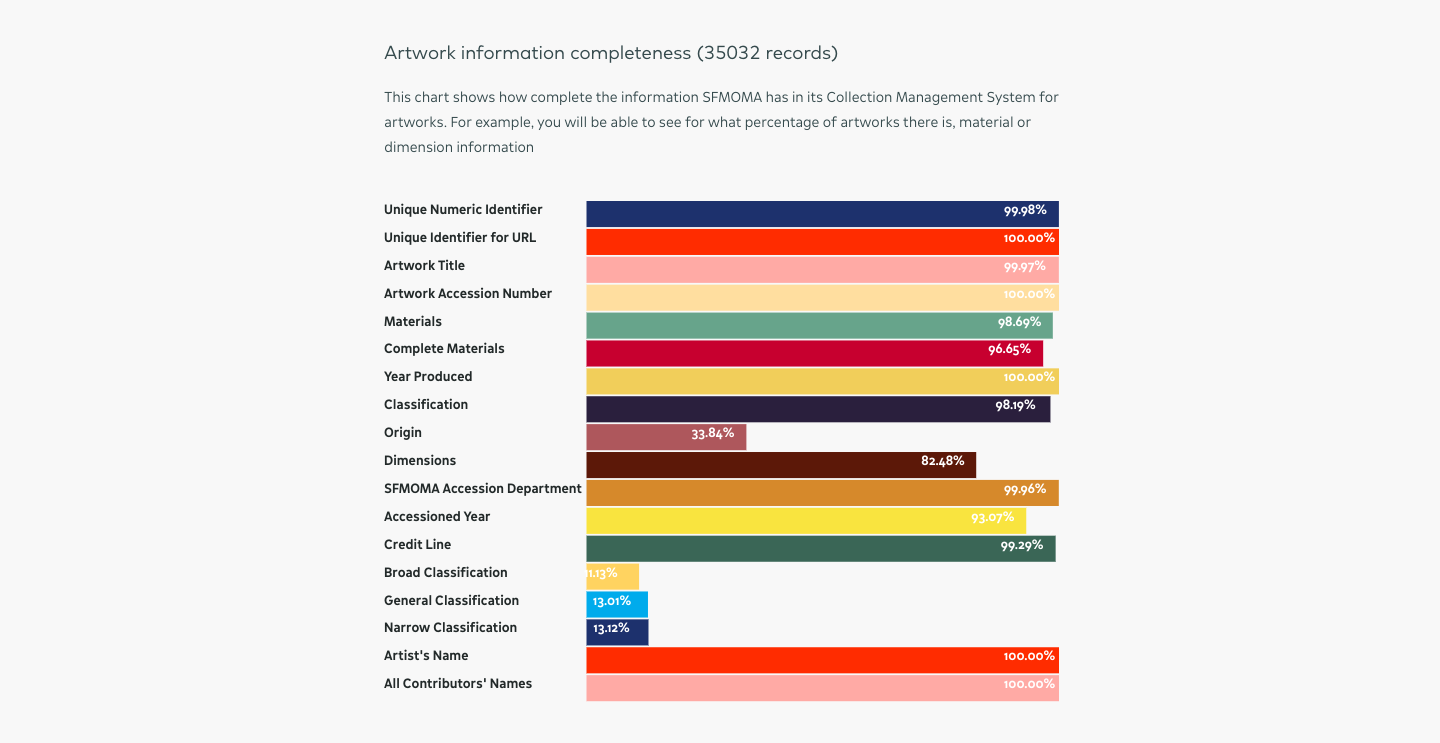 Artwork information completeness (35032 records)
This chart shows how complete the information SFMOMA has in its Collection Management System for
artworks. For example, you will be able to see for what percentage of artworks there is, material or
dimension information
Unique Numeric Identifier 99.98%
Unique Identifier for URL 100.00%
Artwork Title 99.97%
Artwork Accession Number 100.00%
Materials 98.69%
Complete Materials 96.65%
Year Produced 100.00%
Classification 98.19%
Origin 33.84%
Dimensions 82.48%
SFMOMA Accession Department 99.96%
Accessioned Year 93.07%
Credit Line 99.29%
Broad Classification 11.13%
General Classification 13.01%
Narrow Classification 13.12%
Artist's Name 100.00%
All Contributors' Names 100.00%